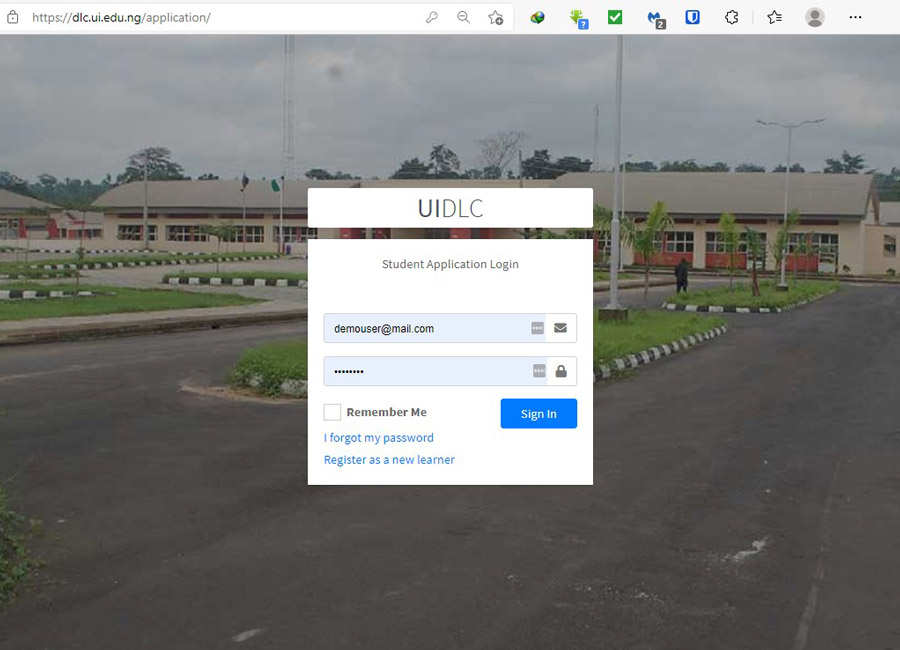 https://dlc.ui.edu.ng/application/
?
2
UIDLC
Student Application Login
demouser@mail.com
••••••••
Remember Me
Sign In
I forgot my password
Register as a new learner